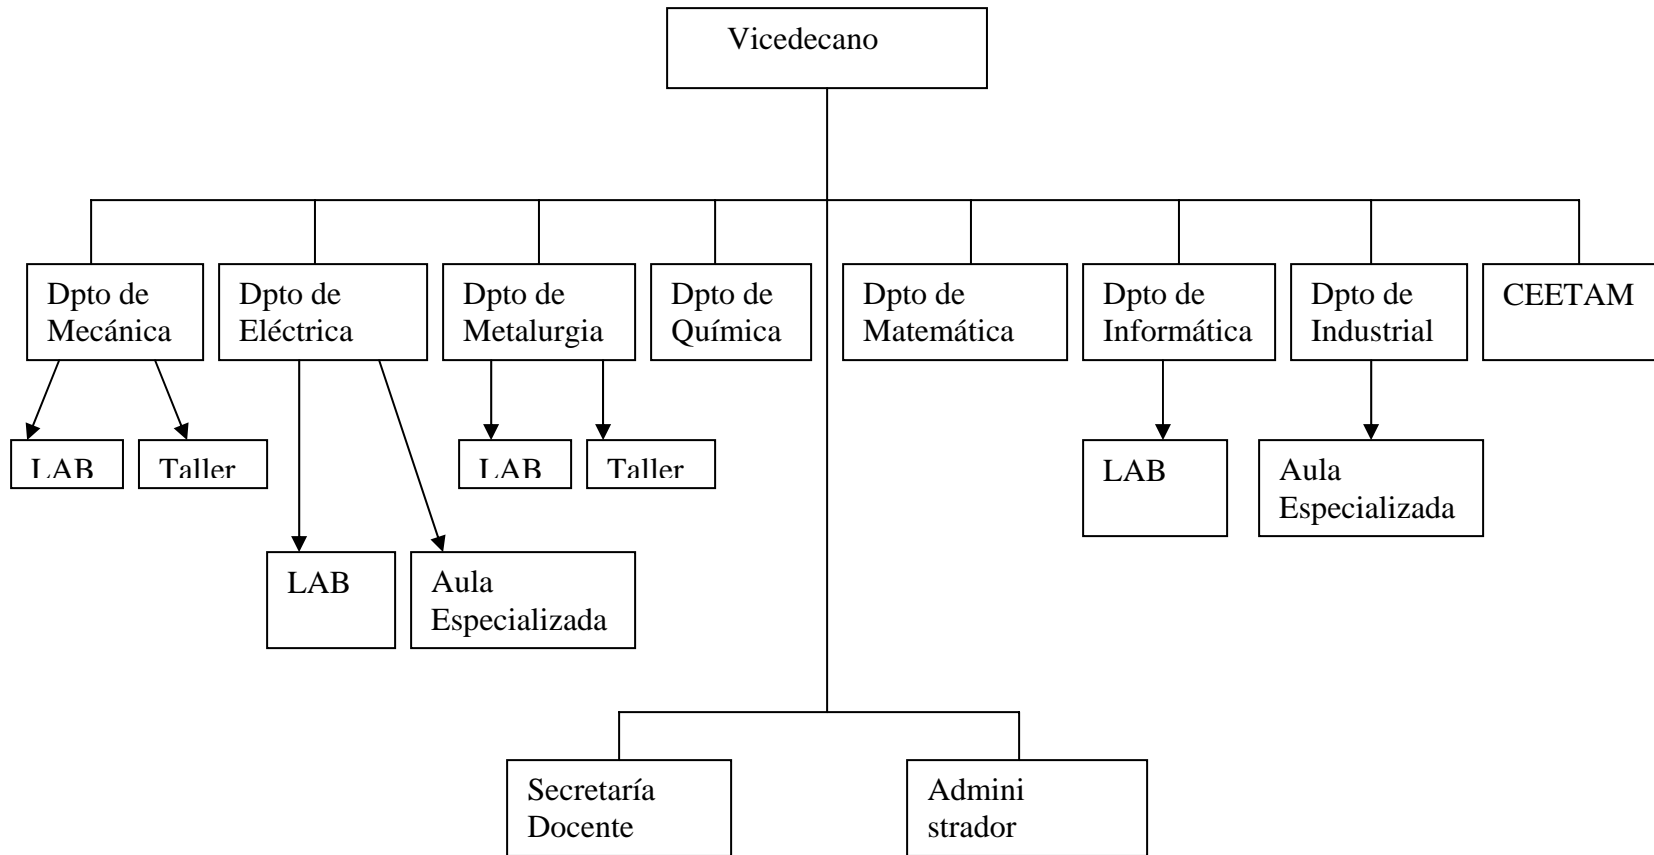 Vicedecano
Dpto de
Mecánica
Dpto de
Eléctrica
Dpto de
Metalurgia
Dpto de
Química
Dpto de
Matemática
Dpto de
Informática
Dpto de
Industrial
CEETAM
LAB
Taller
LAB
Taller
LAB
Aula
Especializada
LAB
Aula
Especializada
Secretaría
Docente
Admini
strador